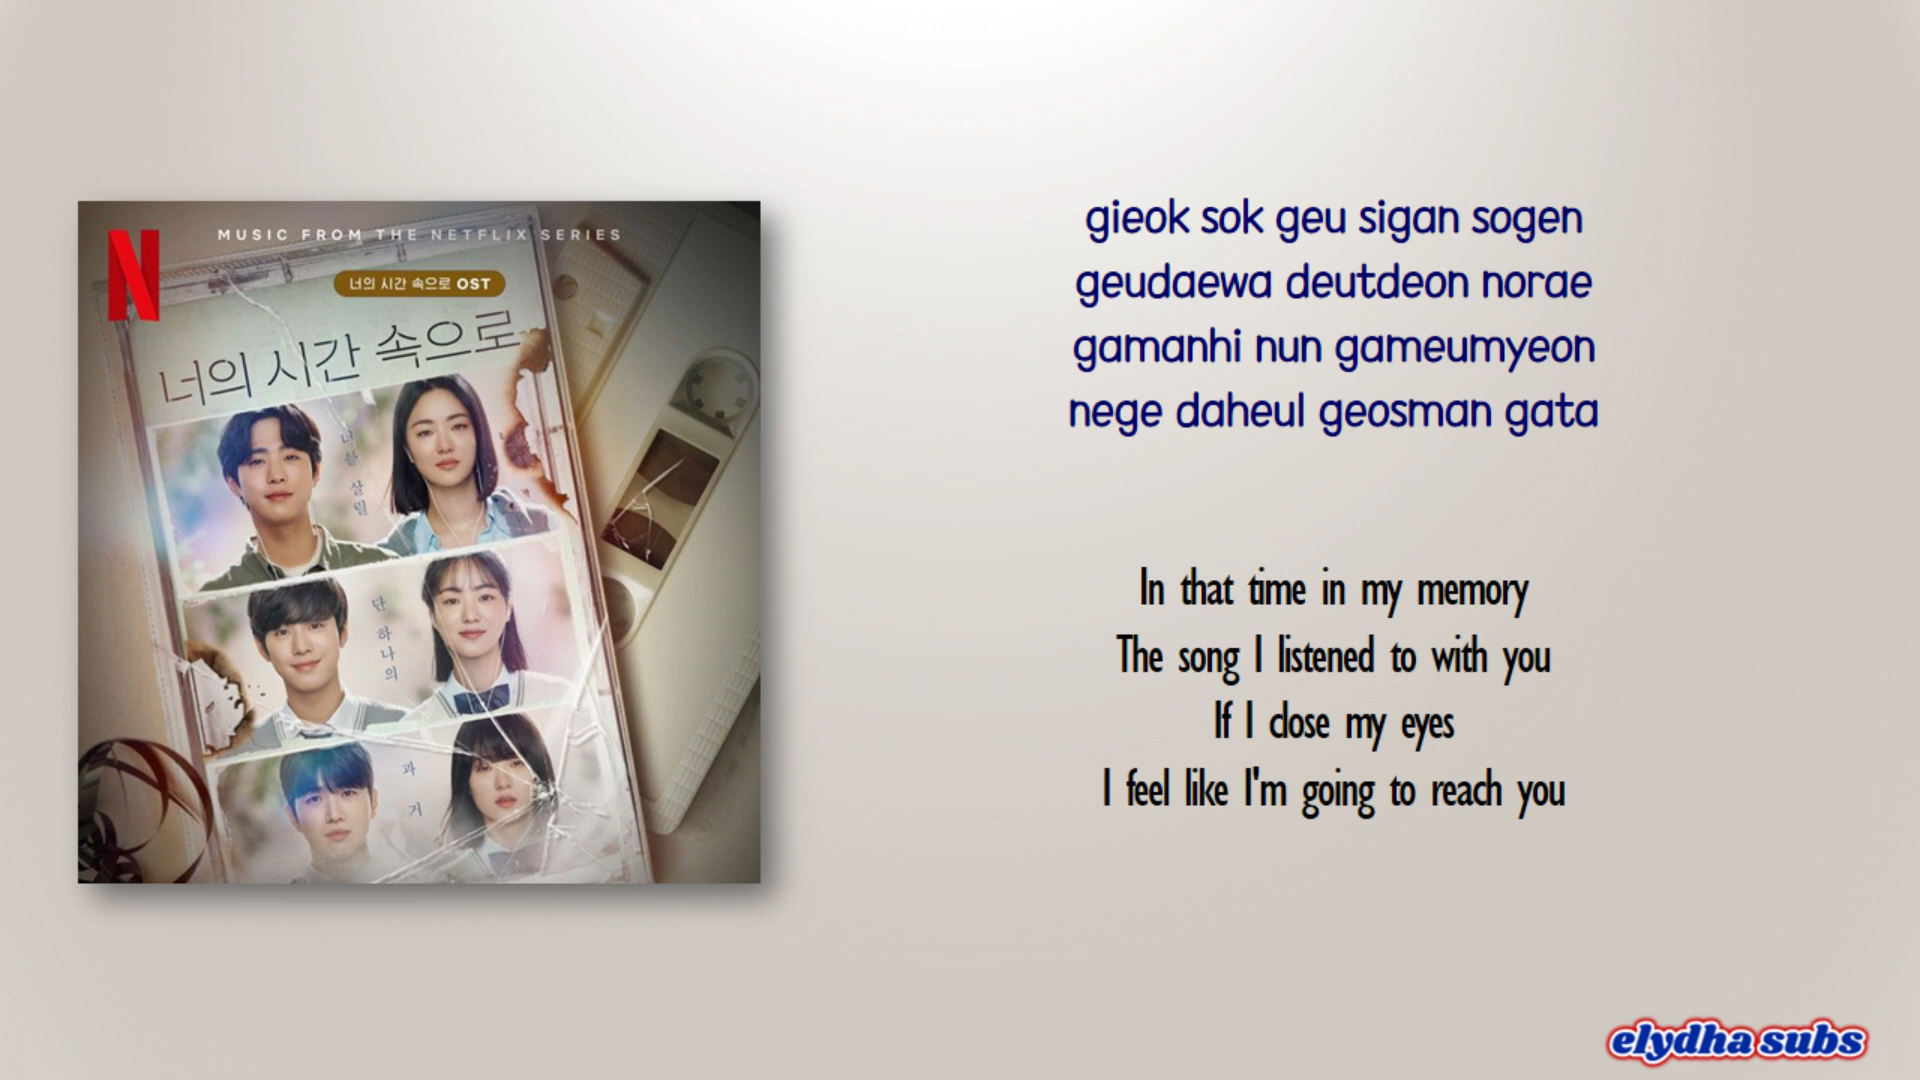 MUSIC FROM THE NETFLIX SERIES
너의 시간 속으로 OST
너의 시간 속으로
너를 살릴
단 하나의
과거
gieok sok geu sigan sogen
geudaewa deutdeon norae
gamanhi nun gameumyeon
nege daheul geosman gata
In that time in my memory
The song I listened to with you
If I close my eyes
I feel like I'm going to reach you
elydha subs